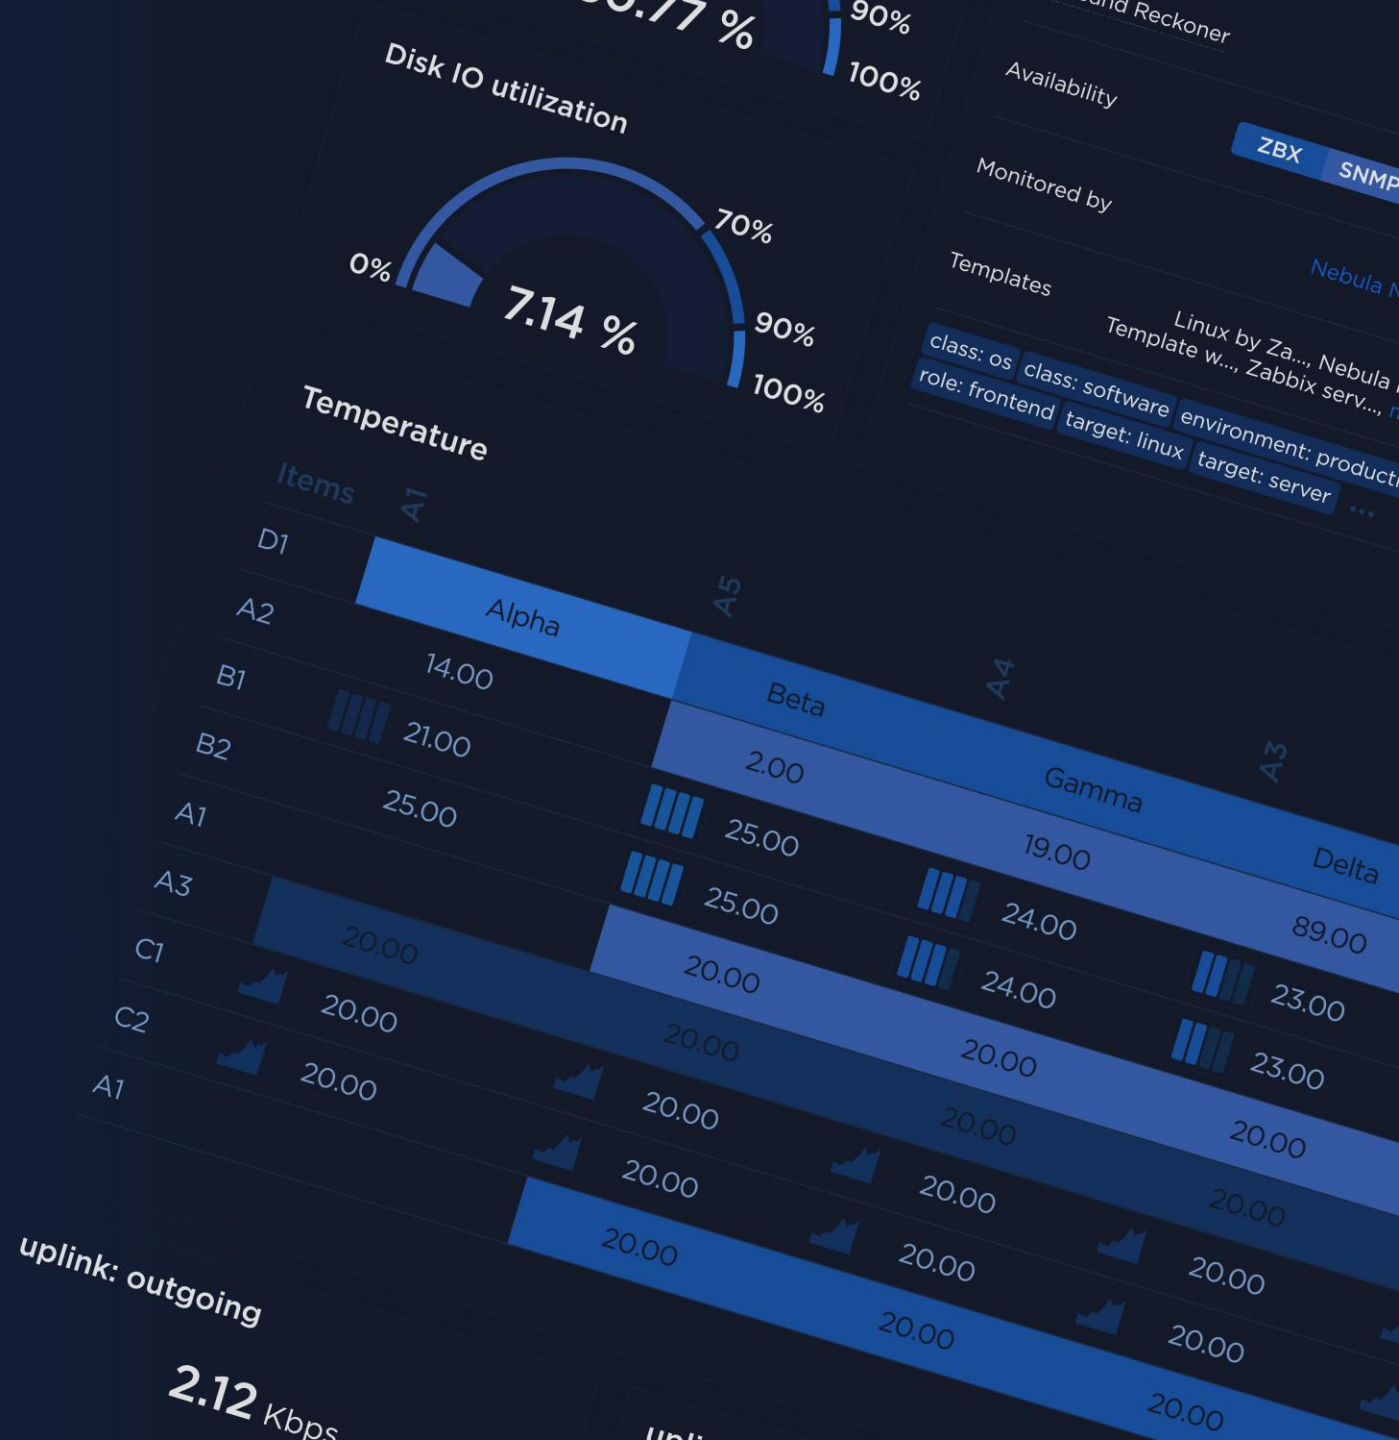 %
90%
100%
Disk IO utilization
0%
70%
90%
100%
7.14 %
Reckoner
Availability
ZBX SNMP
Monitored by
Nebula
Templates
Linux by Za..., Nebula
Template w..., Zabbix serv...,
class: os class: software environment:
role: frontend target: linux target: server ...
Temperature
Items A1 A5 A4 A3
D1 Alpha Beta Gamma Delta
A2 14.00 2.00 19.00 89.00
B1 21.00 25.00 24.00 23.00
B2 25.00 25.00 24.00 23.00
A1 20.00 20.00 20.00
A3 20.00 20.00 20.00 20.00
C1 20.00 20.00 20.00 20.00
C2 20.00 20.00 20.00 20.00
A1 20.00 20.00 20.00
uplink: outgoing
2.12 Kbps